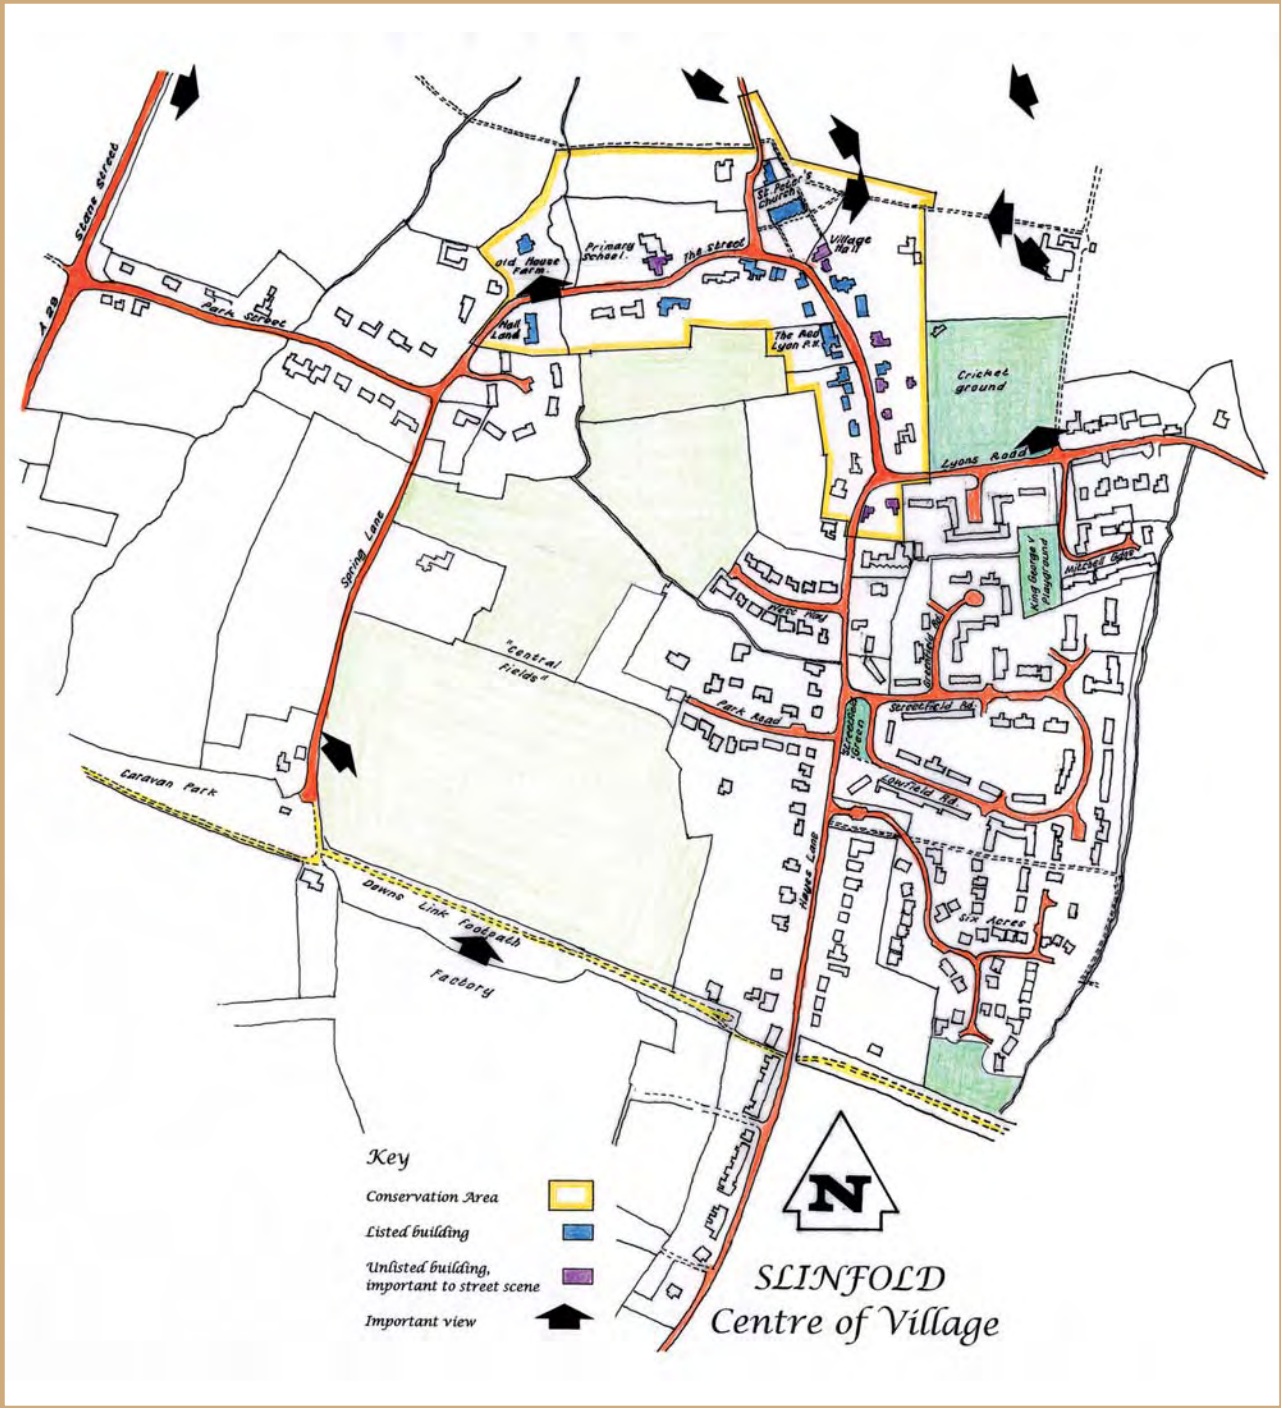 Stane Street
A 29
Park Street
Old House
Farm.
Primary
School.
The Street
St. Peter's
Church
Village
Hall
Hall
Land
The Red
Lyon P.H.
Cricket
ground
Lyons Road
Spring Lane
King George V
Playground
Mitchell Gdns
West Way
Greenfield Rd.
"Central
Fields"
Park Road
Streetfield
Green
Streetfield Rd.
Lowfield Rd.
Caravan Park
Hayes Lane
Downs Link Footpath
Six Acres
Factory
Key
Conservation Area
Listed building
Unlisted building,
important to street scene
Important view
N
SLINFOLD
Centre of Village